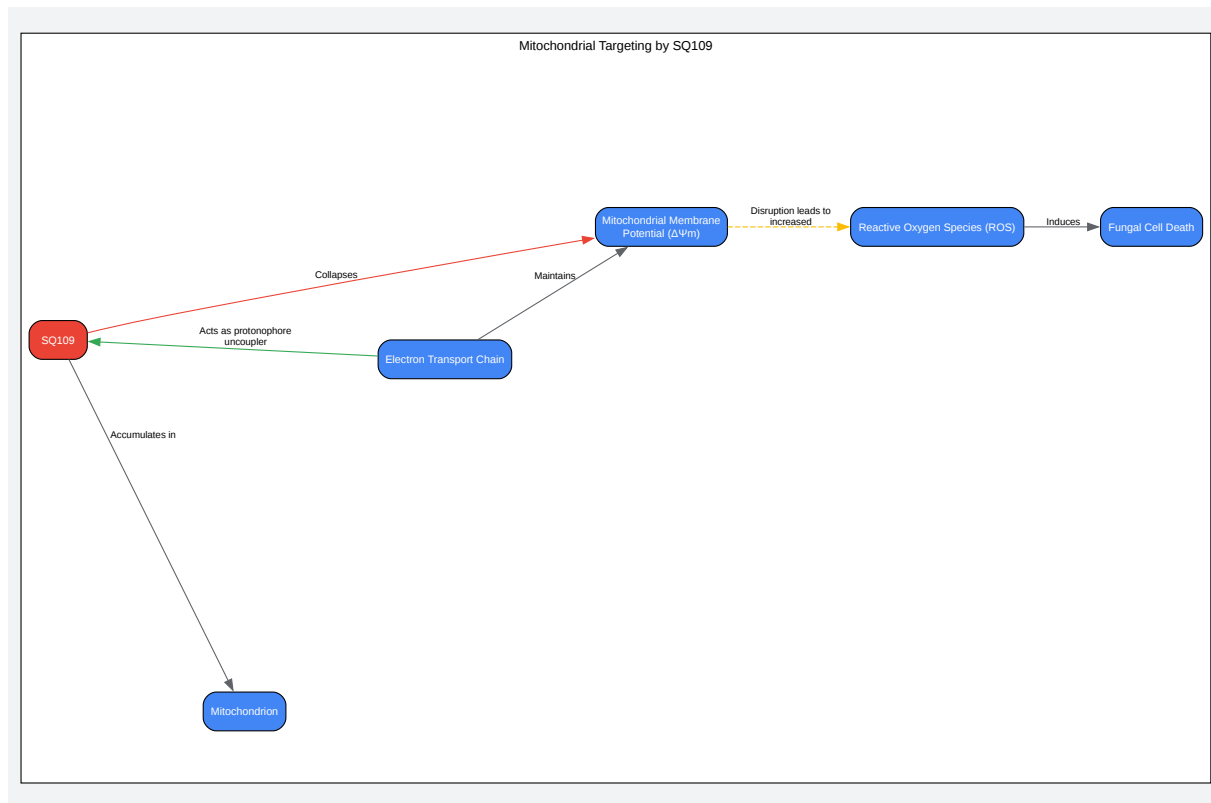 Mitochondrial Targeting by SQ109
Mitochondrial Membrane
Potential (ΔΨm)
Disruption leads to
increased
Reactive Oxygen Species (ROS)
Induces
Fungal Cell Death
Collapses
Maintains
SQ109
Acts as protonophore
uncoupler
Electron Transport Chain
Accumulates in
Mitochondrion